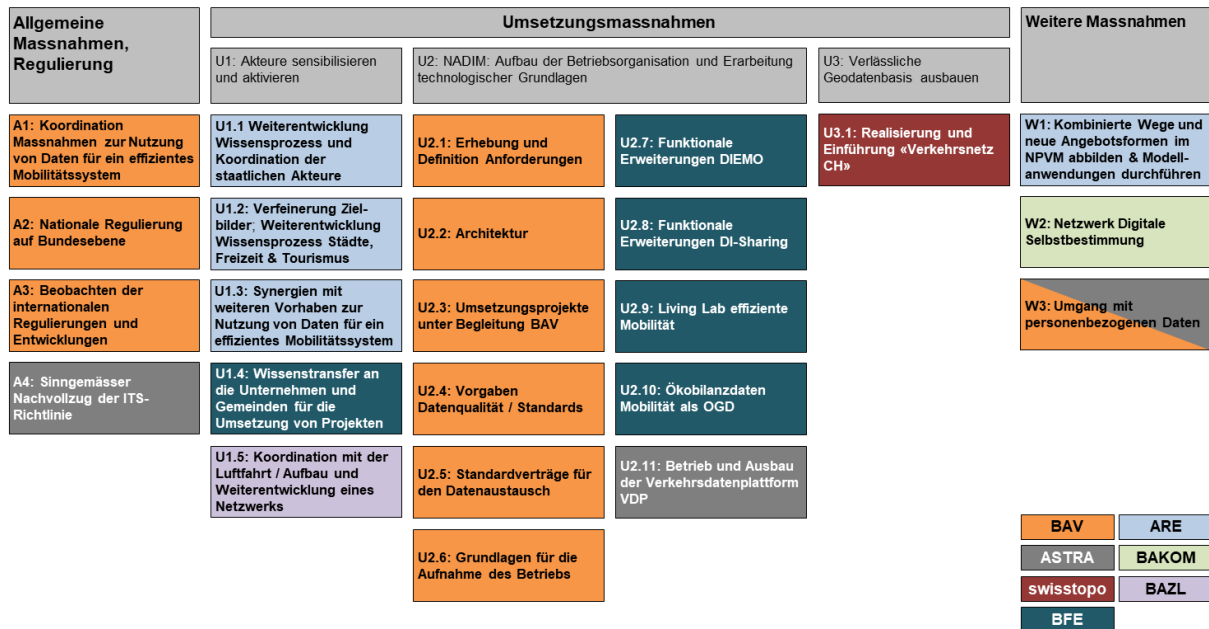 Allgemeine
Massnahmen,
Regulierung
Umsetzungsmassnahmen
Weitere Massnahmen
U1: Akteure sensibilisieren
und aktivieren
U2: NADIM: Aufbau der Betriebsorganisation und Erarbeitung
technologischer Grundlagen
U3: Verlässliche
Geodatenbasis ausbauen
A1: Koordination
Massnahmen zur Nutzung
von Daten für ein effizientes
Mobilitätssystem
A2: Nationale Regulierung
auf Bundesebene
A3: Beobachten der
internationalen
Regulierungen und
Entwicklungen
A4: Sinngemässer
Nachvollzug der ITS-
Richtlinie
U1.1 Weiterentwicklung
Wissensprozess und
Koordination der
staatlichen Akteure
U1.2: Verfeinerung Ziel-
bilder; Weiterentwicklung
Wissensprozess Städte,
Freizeit & Tourismus
U1.3: Synergien mit
weiteren Vorhaben zur
Nutzung von Daten für ein
effizientes Mobilitätssystem
U1.4: Wissenstransfer an
die Unternehmen und
Gemeinden für die
Umsetzung von Projekten
U1.5: Koordination mit der
Luftfahrt / Aufbau und
Weiterentwicklung eines
Netzwerks
U2.1: Erhebung und
Definition Anforderungen
U2.2: Architektur
U2.3: Umsetzungsprojekte
unter Begleitung BAV
U2.4: Vorgaben
Datenqualität / Standards
U2.5: Standardverträge für
den Datenaustausch
U2.6: Grundlagen für die
Aufnahme des Betriebs
U2.7: Funktionale
Erweiterungen DIEMO
U2.8: Funktionale
Erweiterungen DI-Sharing
U2.9: Living Lab effiziente
Mobilität
U2.10: Ökobilanzdaten
Mobilität als OGD
U2.11: Betrieb und Ausbau
der Verkehrsdatenplattform
VDP
U3.1: Realisierung und
Einführung «Verkehrsnetz
CH»
W1: Kombinierte Wege und
neue Angebotsformen im
NPVM abbilden & Modell-
anwendungen durchführen
W2: Netzwerk Digitale
Selbstbestimmung
W3: Umgang mit
personenbezogenen Daten
BAV
ARE
ASTRA
BAKOM
swisstopo
BAZL
BFE